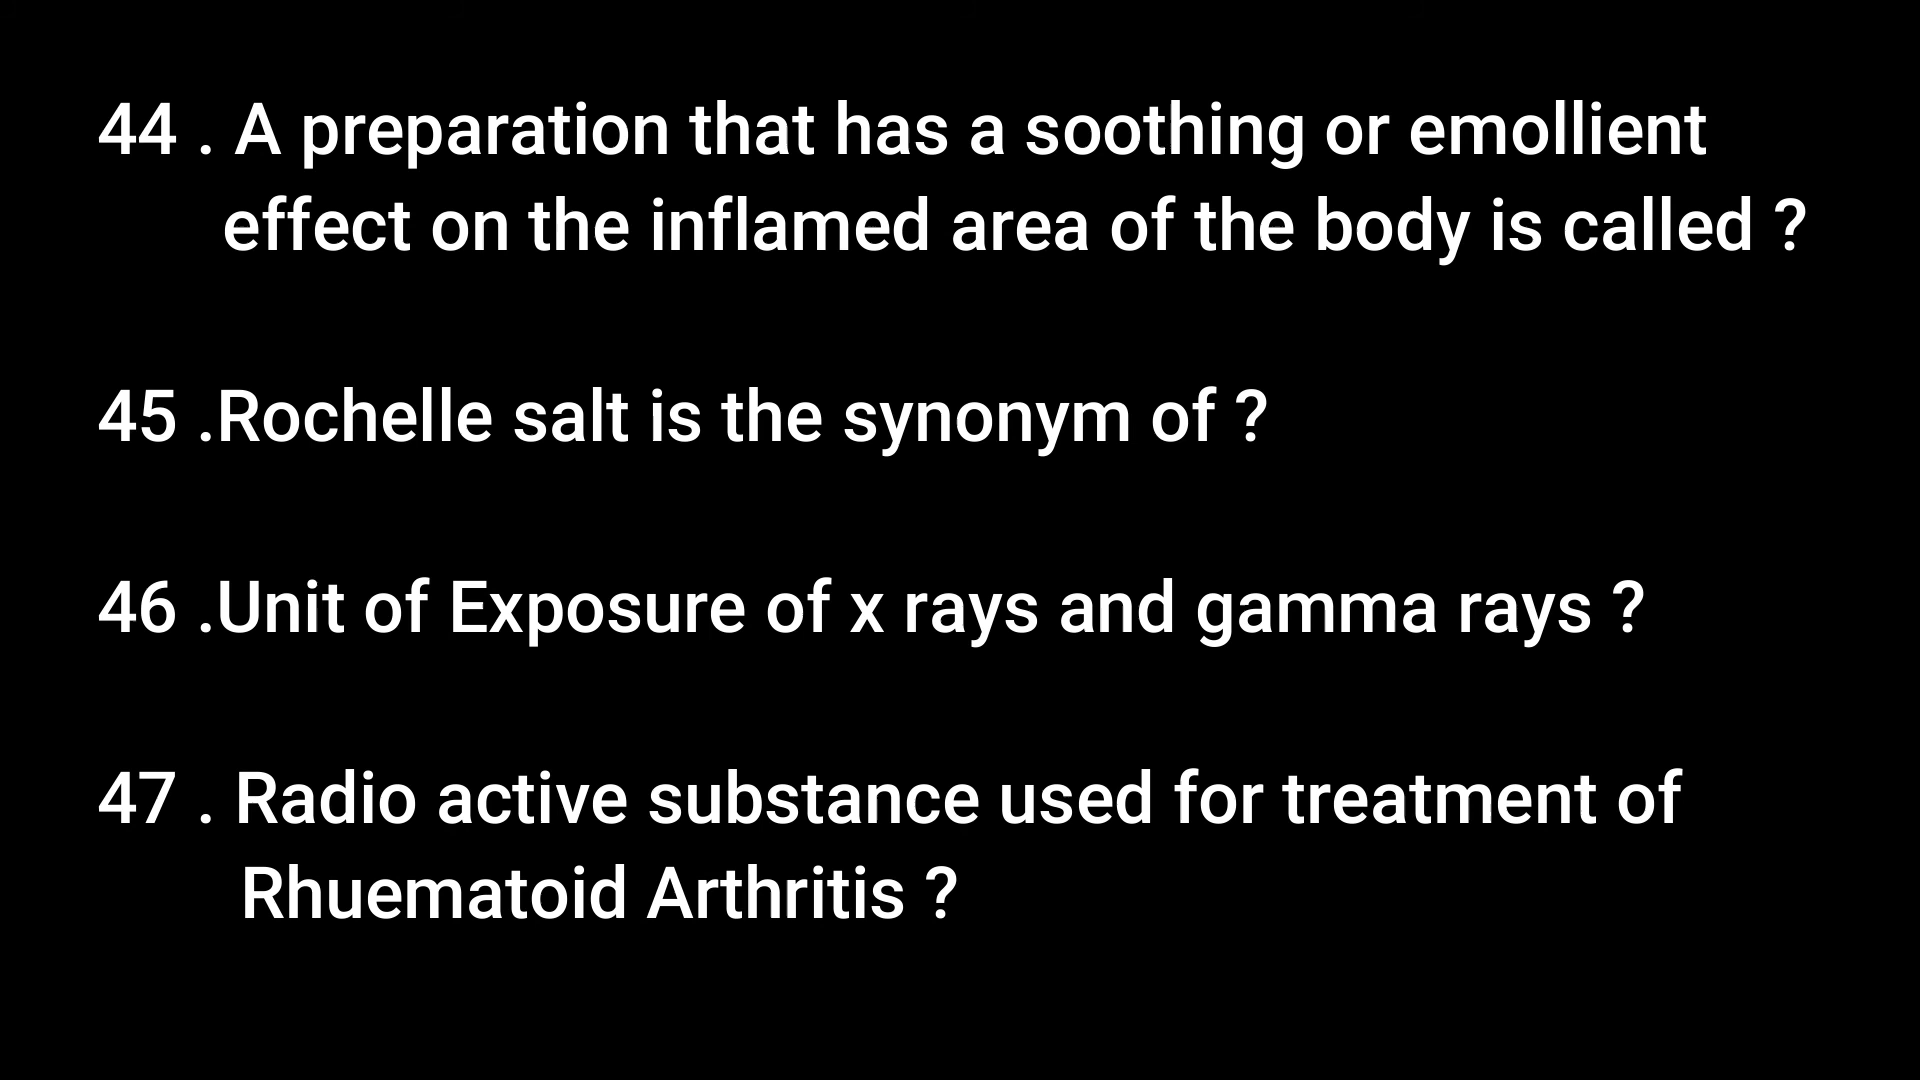 44 . A preparation that has a soothing or emollient
effect on the inflamed area of the body is called ?
45 .Rochelle salt is the synonym of ?
46 .Unit of Exposure of x rays and gamma rays ?
47 . Radio active substance used for treatment of
Rhuematoid Arthritis ?